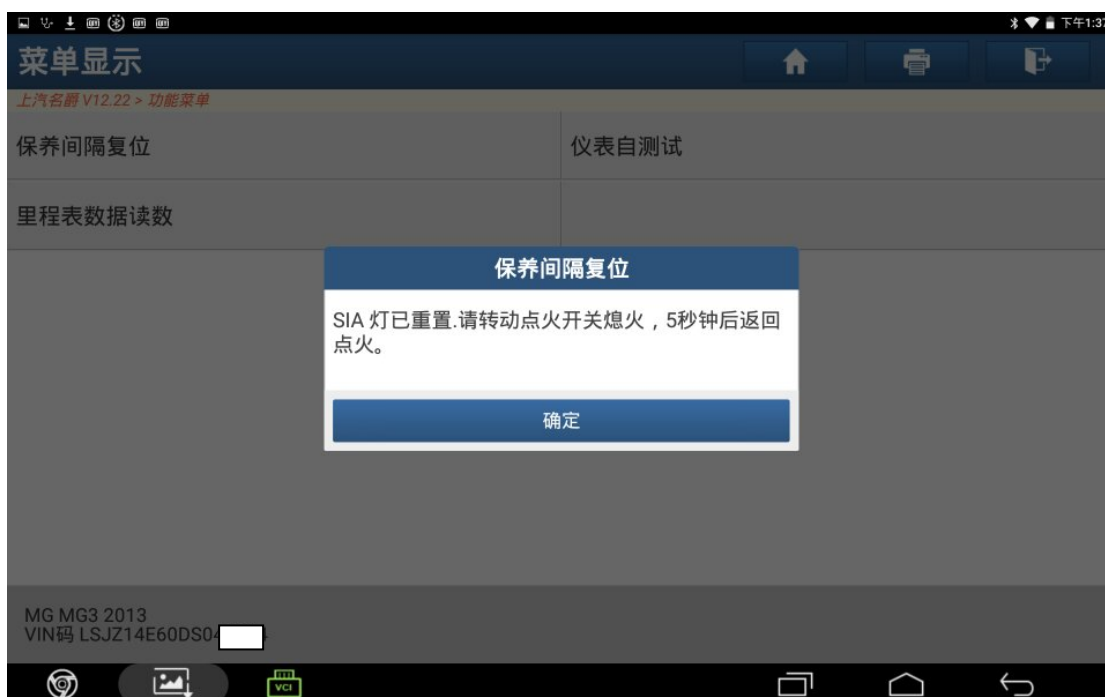 下午1:37
菜单显示
上汽名爵 V12.22 > 功能菜单
保养间隔复位
仪表自测试
里程表数据读数
保养间隔复位
SIA 灯已重置.请转动点火开关熄火，5秒钟后返回
点火。
确定
MG MG3 2013
VIN码 LSJZ14E60DS04
VCI